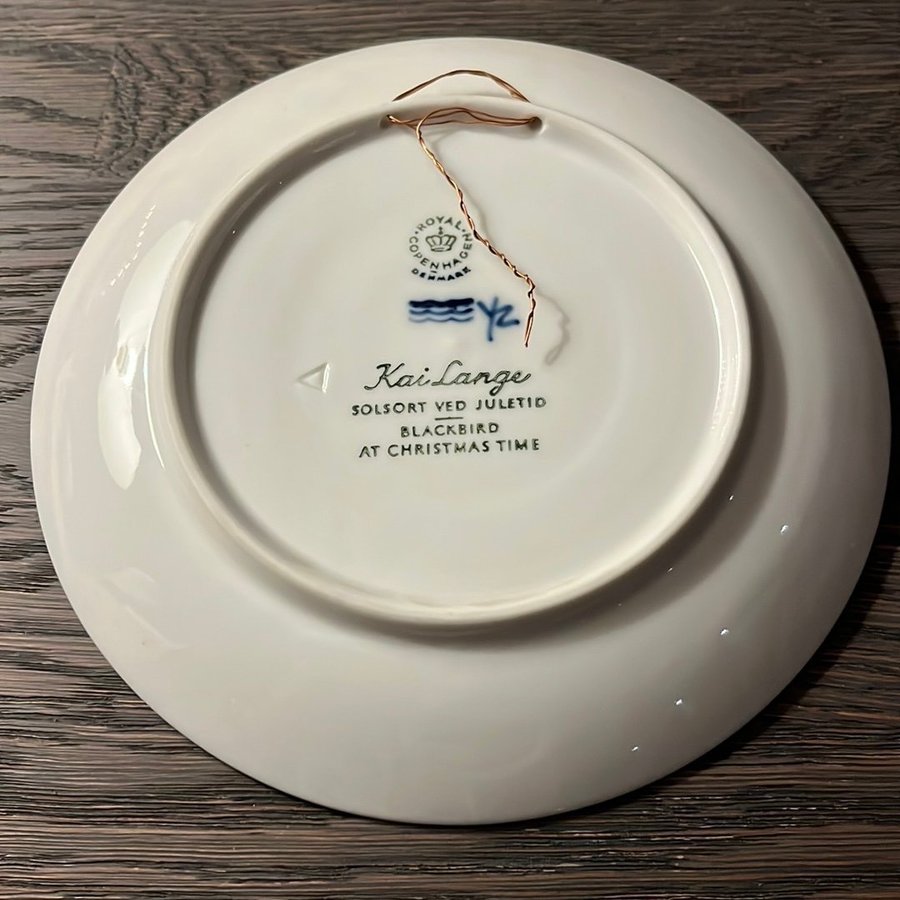 ROYAL
COPENHAGEN
DENMARK
Kai Lange
SOLSORT VED JULETID
BLACKBIRD
AT CHRISTMAS TIME